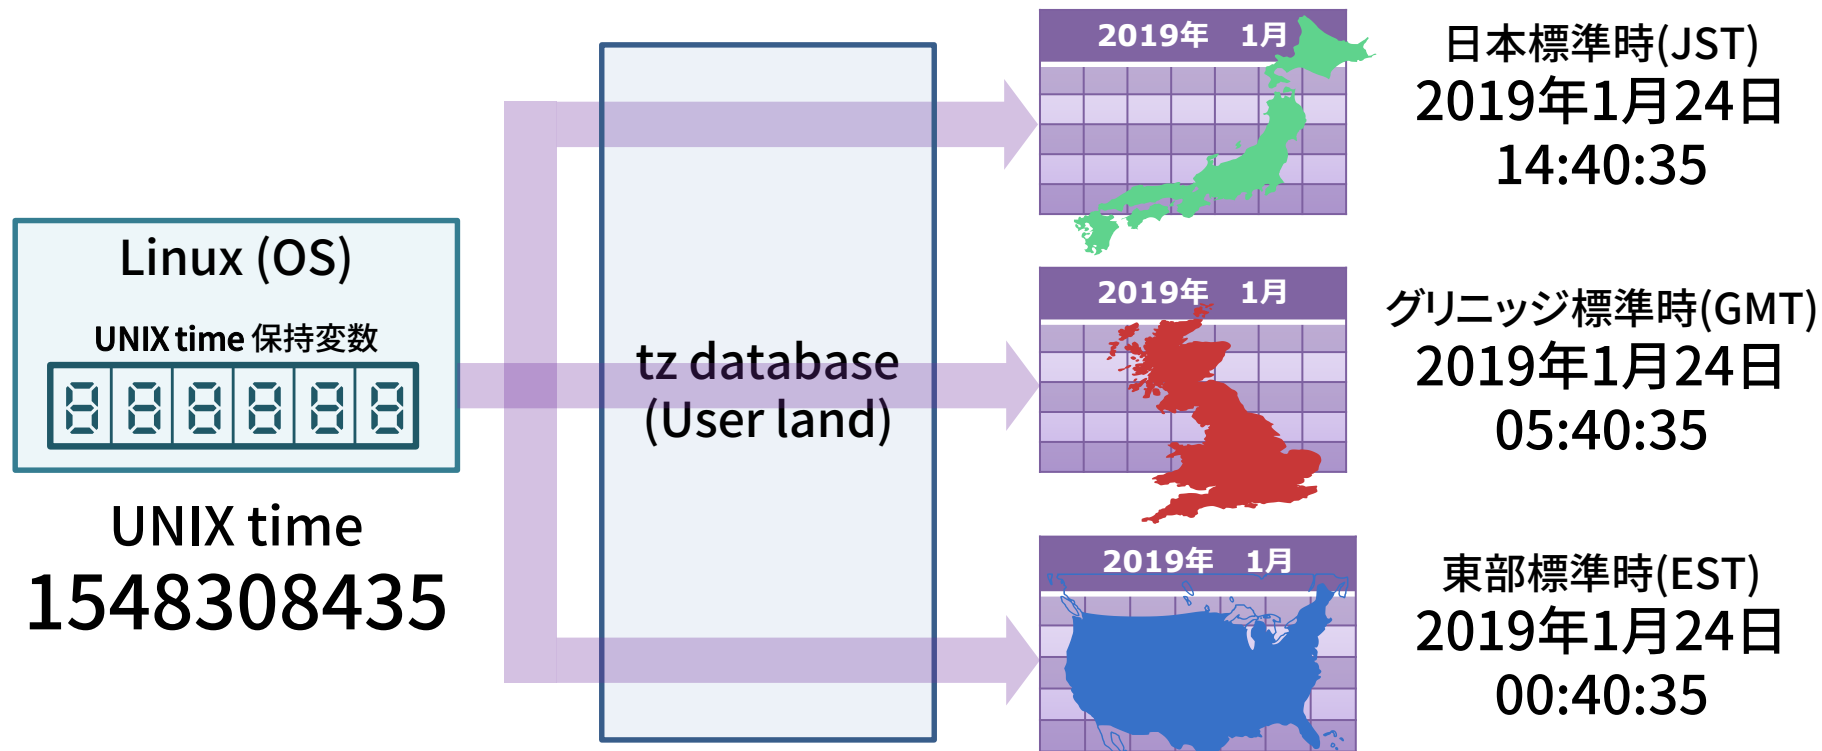 Linux (OS)
UNIX time 保持変数
888888
UNIX time
1548308435
tz database
(User land)
2019年 1月
日本標準時(JST)
2019年1月24日
14:40:35
2019年 1月
グリニッジ標準時(GMT)
2019年1月24日
05:40:35
2019年 1月
東部標準時(EST)
2019年1月24日
00:40:35